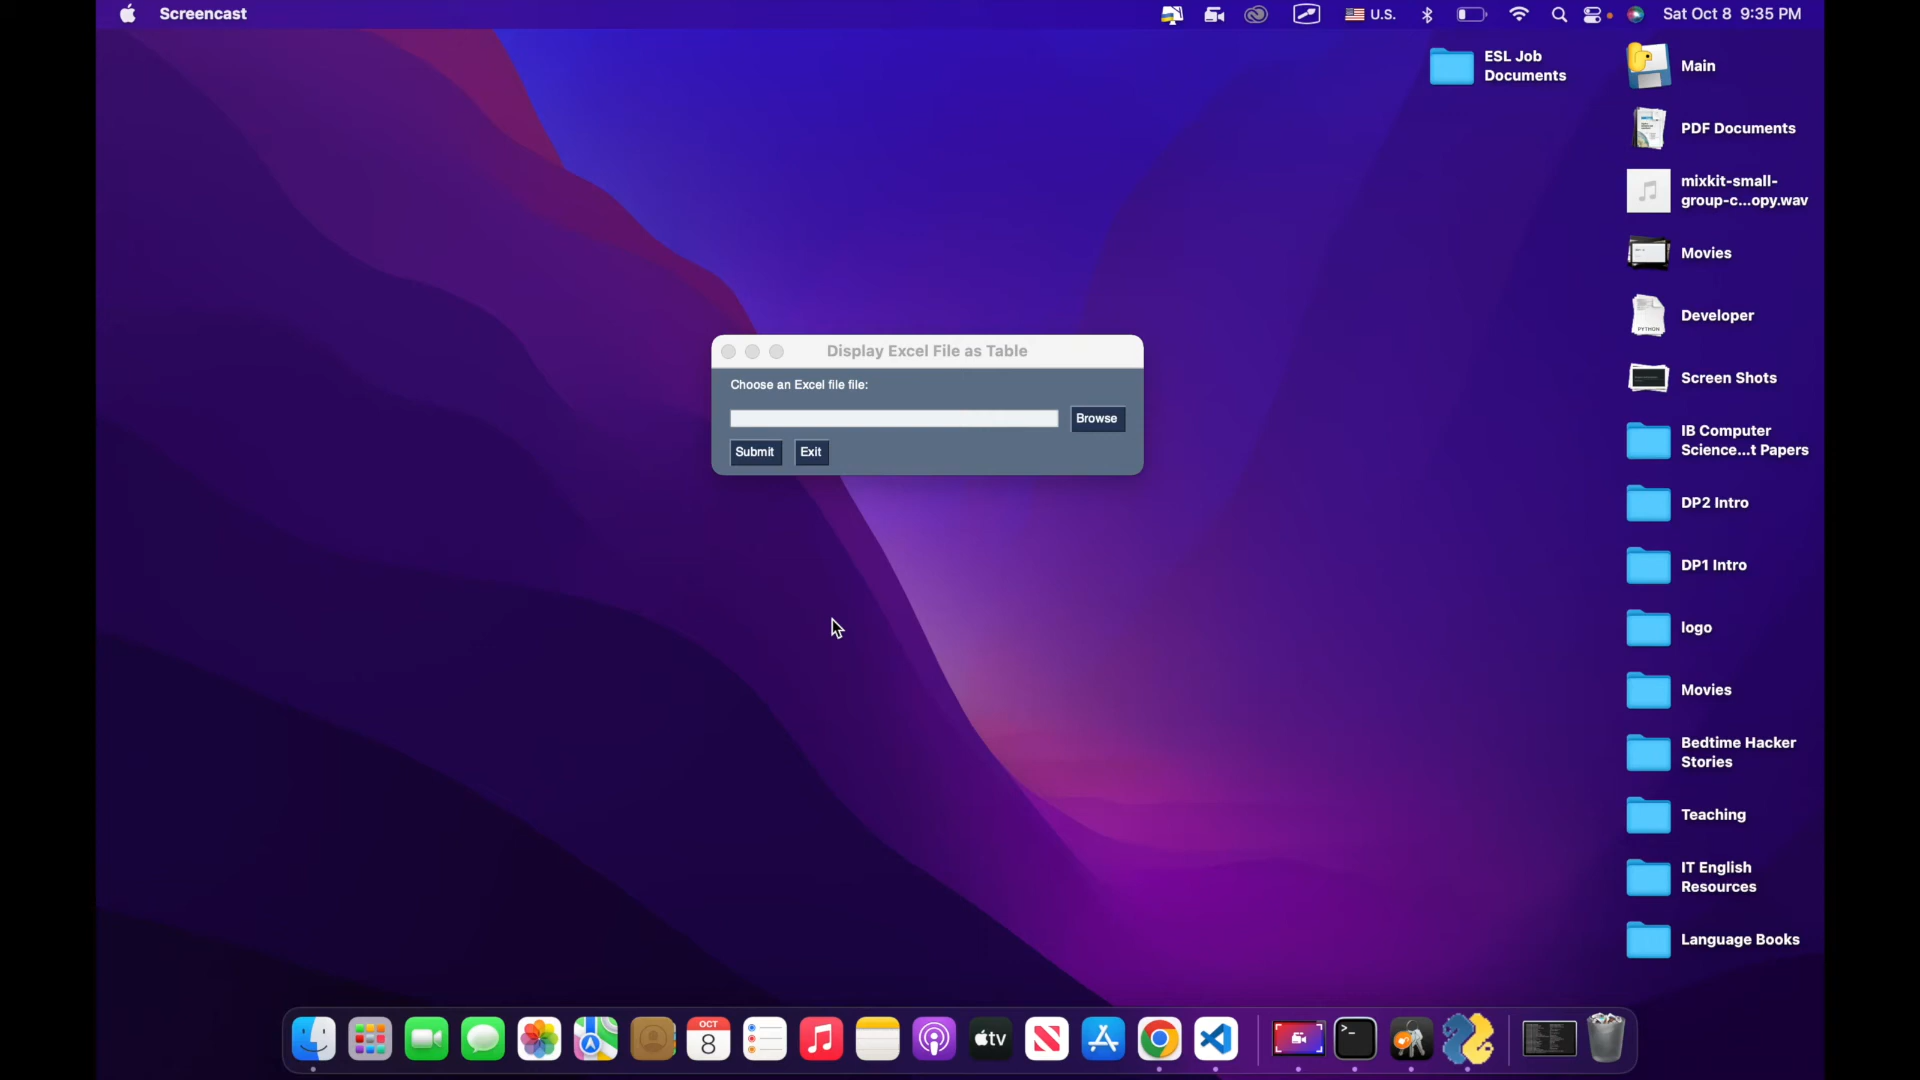 Screencast
U.S.
Sat Oct 8 9:35 PM
ESL Job
Documents
Main
PDF Documents
mixkit-small-
group-c...opy.wav
Movies
PYTHON
Developer
Screen Shots
IB Computer
Science...t Papers
DP2 Intro
DP1 Intro
logo
Movies
Bedtime Hacker
Stories
Teaching
IT English
Resources
Language Books
Display Excel File as Table
Choose an Excel file file:
Browse
Submit
Exit
OCT
8
tv
>_